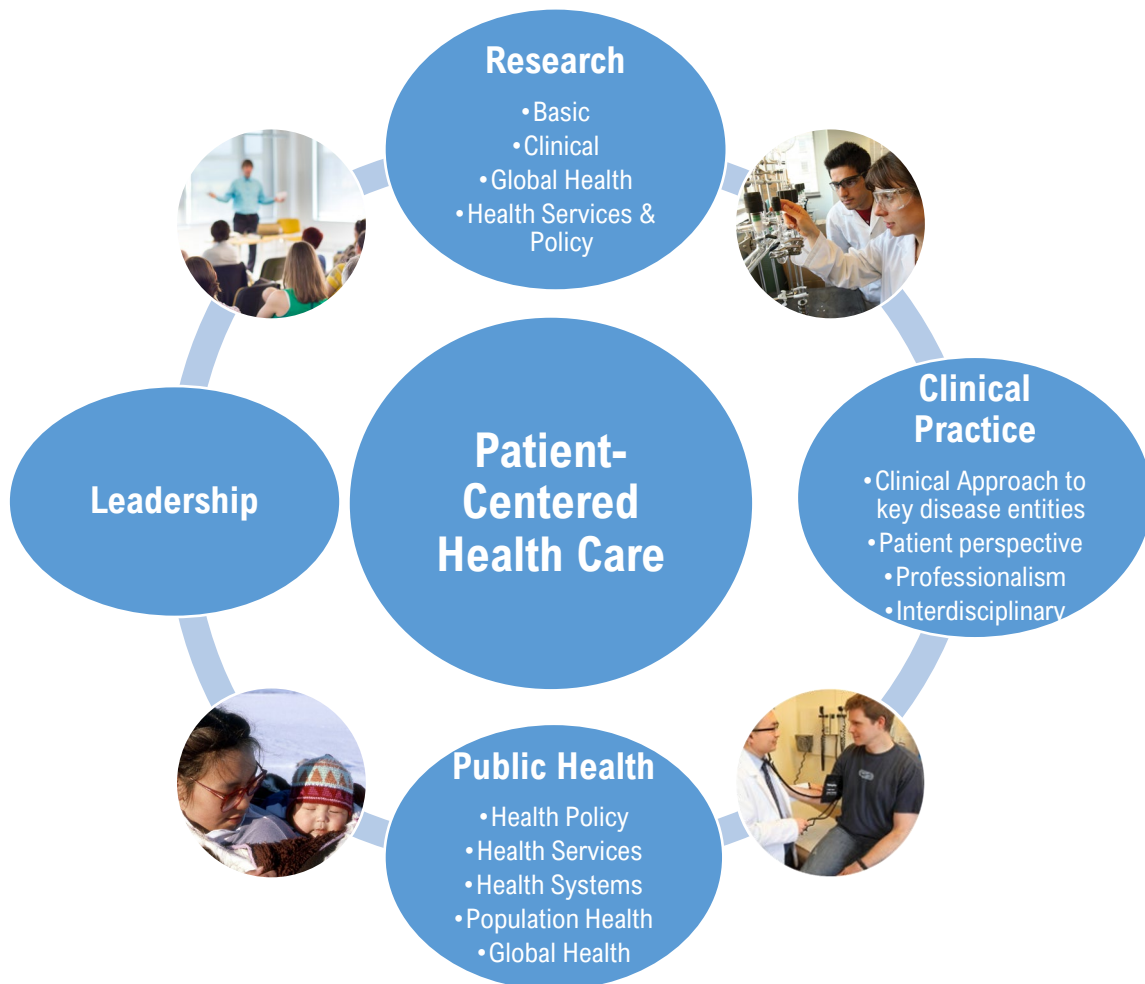 Research
•Basic
•Clinical
•Global Health
•Health Services &
Policy
Clinical
Practice
•Clinical Approach to
key disease entities
•Patient perspective
•Professionalism
•Interdisciplinary
Patient-
Centered
Health Care
Leadership
Public Health
•Health Policy
•Health Services
•Health Systems
•Population Health
•Global Health